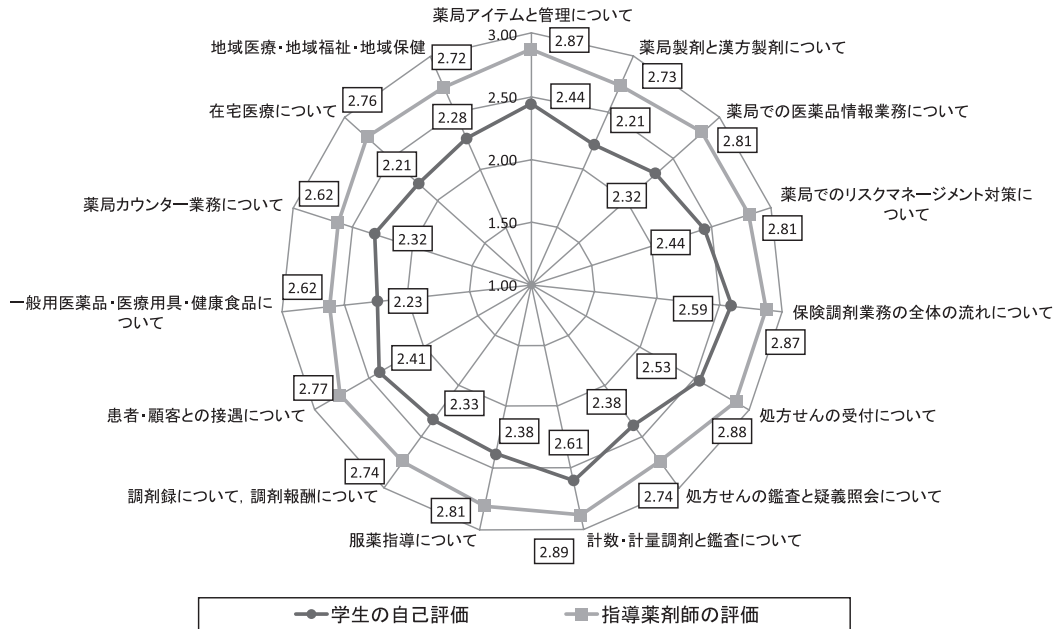 薬局アイテムと管理について
3.00
2.87
地域医療・地域福祉・地域保健
薬局製剤と漢方製剤について
2.72
2.73
2.76
2.50
2.44
在宅医療について
薬局での医薬品情報業務について
2.28
2.21
2.81
2.21
2.00
2.62
2.32
薬局カウンター業務について
薬局でのリスクマネージメント対策に
ついて
1.50
2.32
2.44
2.81
2.62
1.00
一般用医薬品・医療用具・健康食品に
ついて
2.23
2.59
保険調剤業務の全体の流れについて
2.87
2.41
2.53
2.77
患者・顧客との接遇について
2.33
2.38
処方せんの受付について
2.38
2.61
2.88
2.74
調剤録について，調剤報酬について
処方せんの鑑査と疑義照会について
2.74
2.81
服薬指導について
2.89
計数・計量調剤と鑑査について
学生の自己評価
指導薬剤師の評価